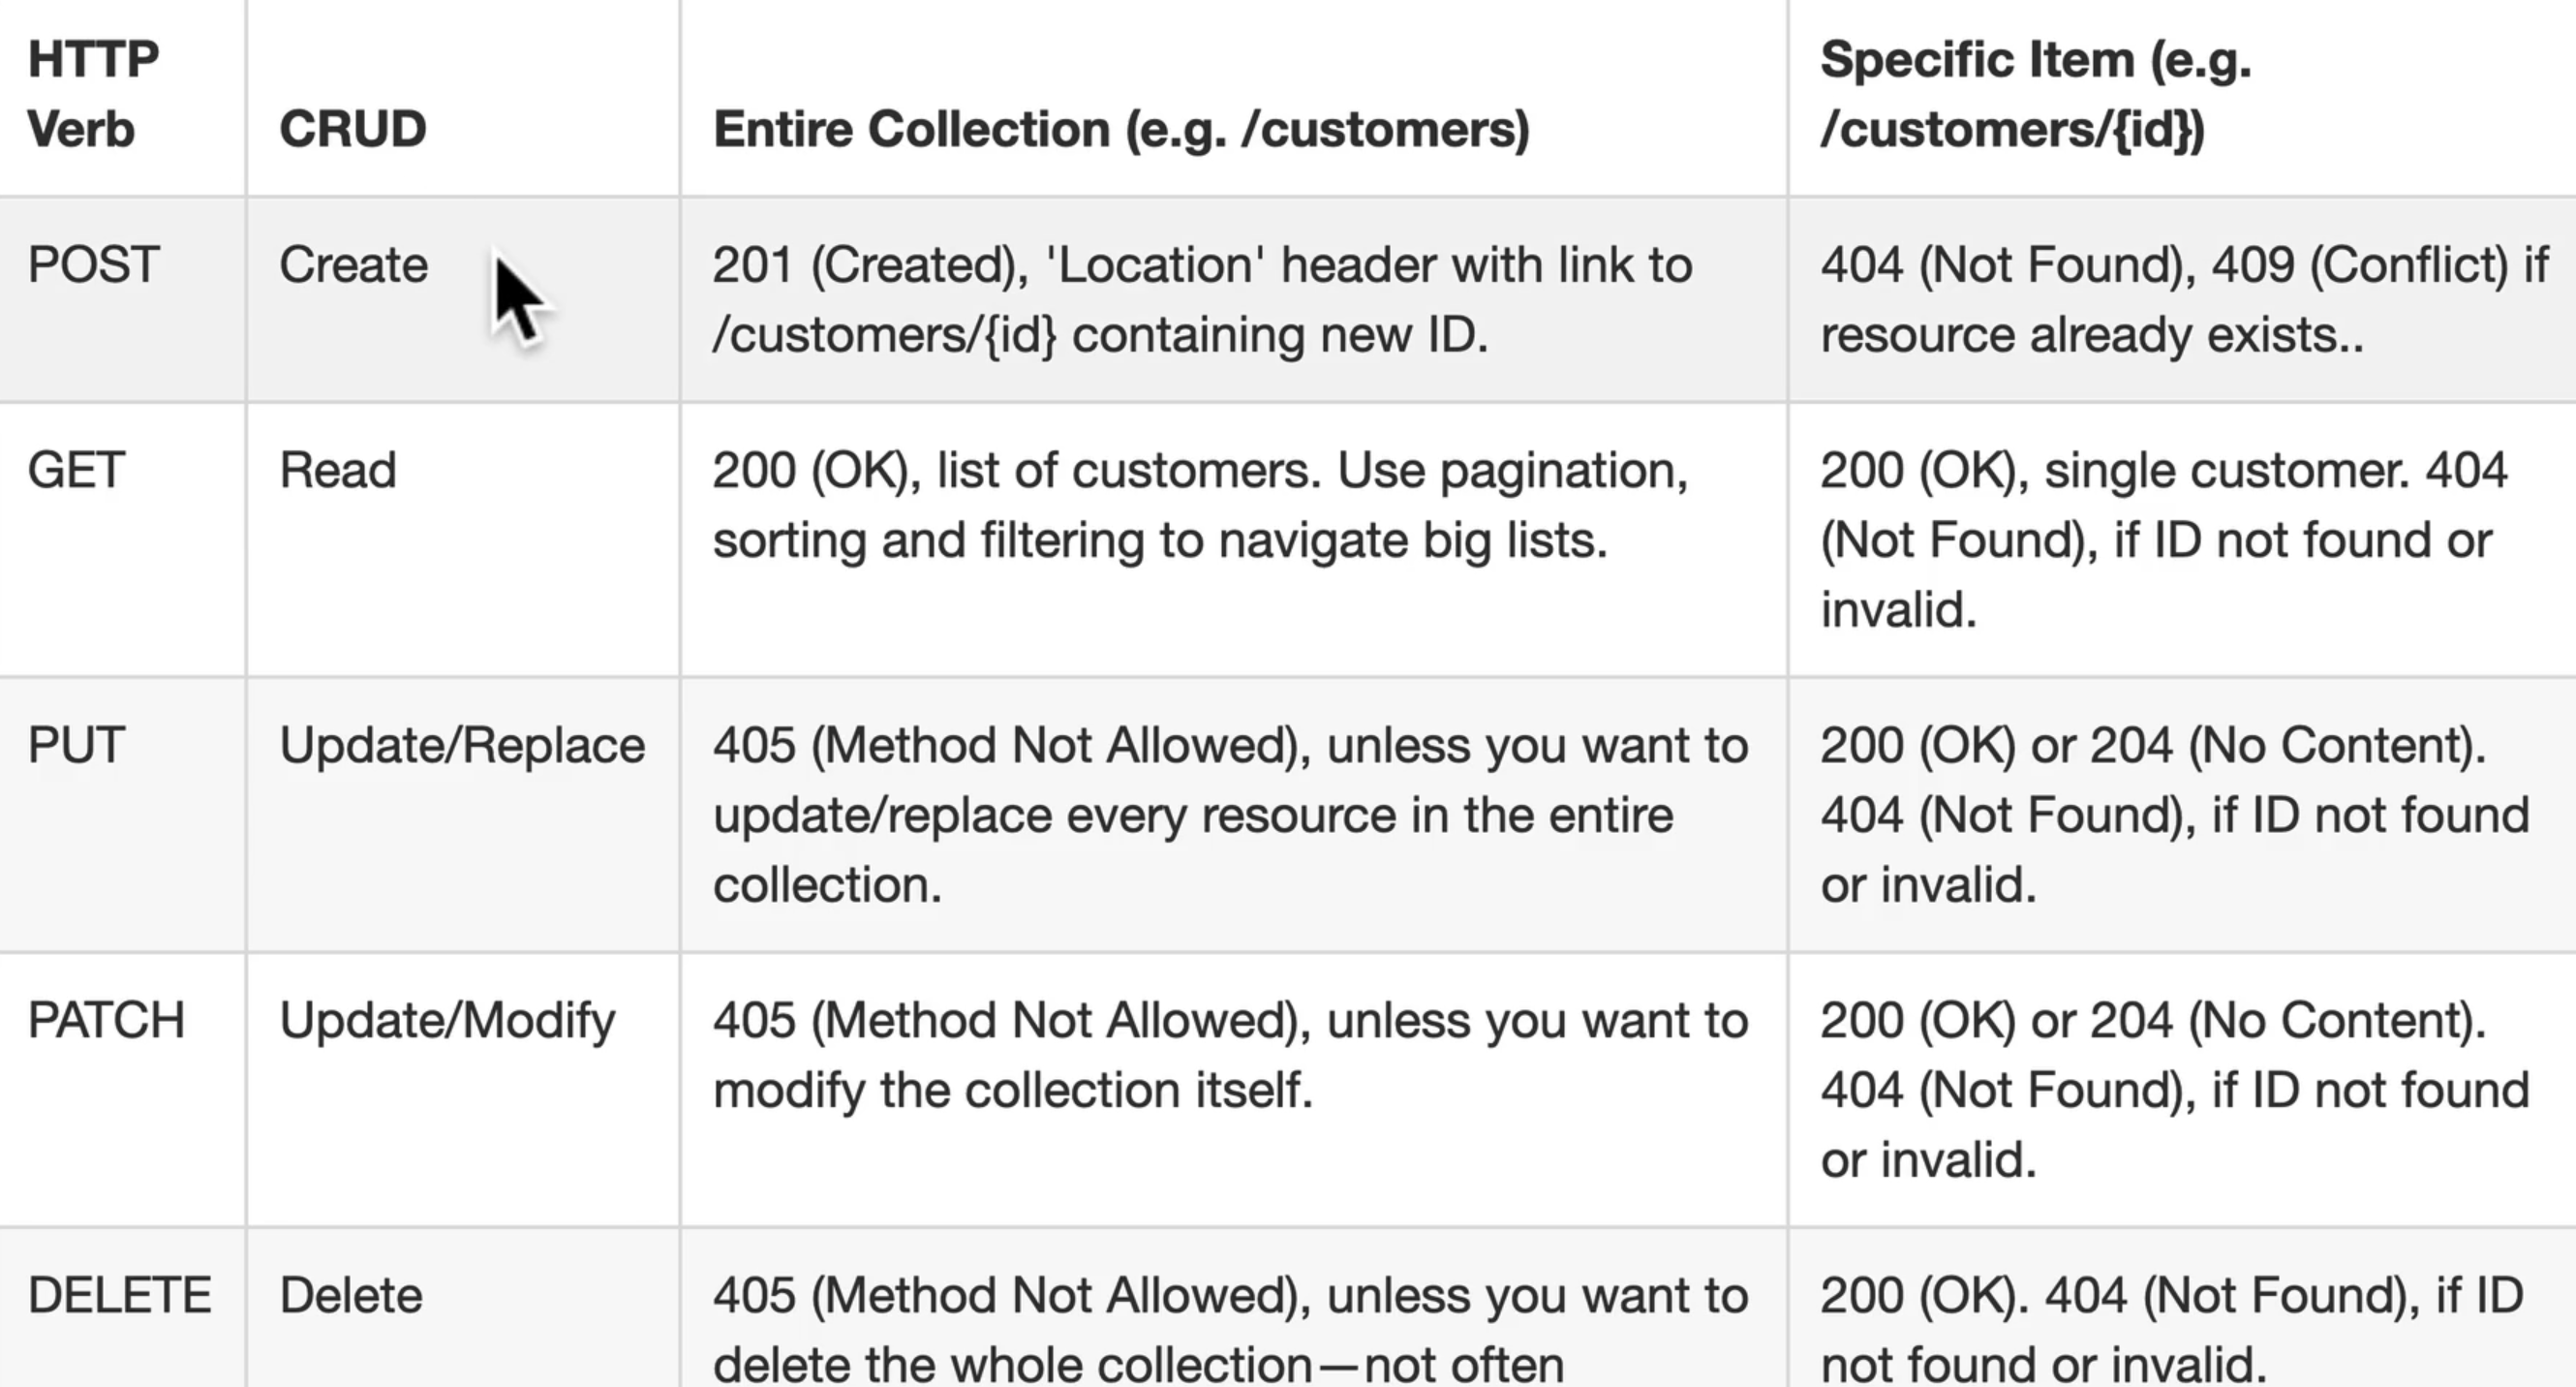 HTTP
Verb
CRUD
Entire Collection (e.g. /customers)
Specific Item (e.g.
/customers/{id})
POST
Create
201 (Created), 'Location' header with link to
/customers/{id} containing new ID.
404 (Not Found), 409 (Conflict) if
resource already exists..
GET
Read
200 (OK), list of customers. Use pagination,
sorting and filtering to navigate big lists.
200 (OK), single customer. 404
(Not Found), if ID not found or
invalid.
PUT
Update/Replace
405 (Method Not Allowed), unless you want to
update/replace every resource in the entire
collection.
200 (OK) or 204 (No Content).
404 (Not Found), if ID not found
or invalid.
PATCH
Update/Modify
405 (Method Not Allowed), unless you want to
modify the collection itself.
200 (OK) or 204 (No Content).
404 (Not Found), if ID not found
or invalid.
DELETE
Delete
405 (Method Not Allowed), unless you want to
delete the whole collection—not often
200 (OK). 404 (Not Found), if ID
not found or invalid.